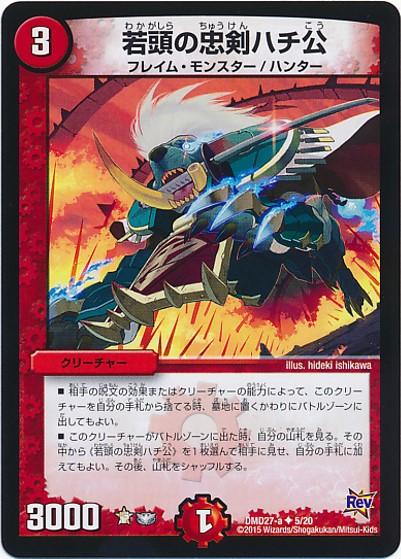 3
わかがしら ちゅうけん こう
若頭の忠剣ハチ公
フレイム・モンスター / ハンター
クリーチャー
illus. hideki ishikawa
■ 相手の呪文の効果またはクリーチャーの能力によって、このクリ
ーチャーを自分の手札から捨てる時、墓地に置くかわりにバトルゾーンに
出してもよい。
■ このクリーチャーがバトルゾーンに出た時、自分の山札を見る。その
中から《若頭の忠剣ハチ公》を1枚選んで相手に見せ、自分の手札に加
えてもよい。その後、山札をシャッフルする。
3000
1
Rev
DMD27-a ◆ 5/20
©2015 Wizards/Shogakukan/Mitsui-Kids